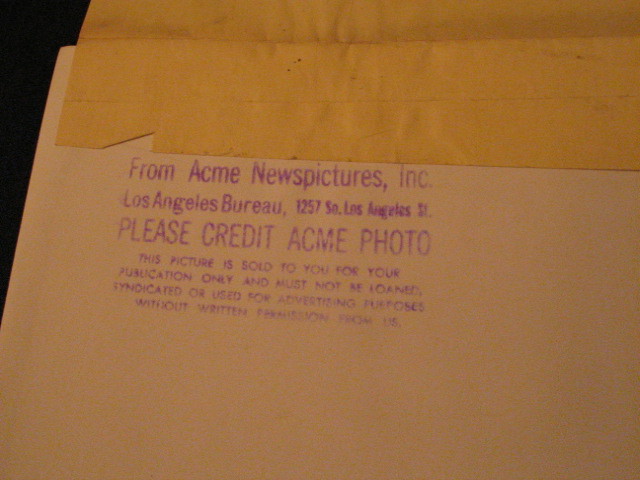 From Acme Newspictures, Inc.
Los Angeles Bureau, 1257 So. Los Angeles St.
PLEASE CREDIT ACME PHOTO
THIS PICTURE IS SOLD TO YOU FOR YOUR
PUBLICATION ONLY AND MUST NOT BE LOANED,
SYNDICATED OR USED FOR ADVERTISING PURPOSES
WITHOUT WRITTEN PERMISSION FROM US.